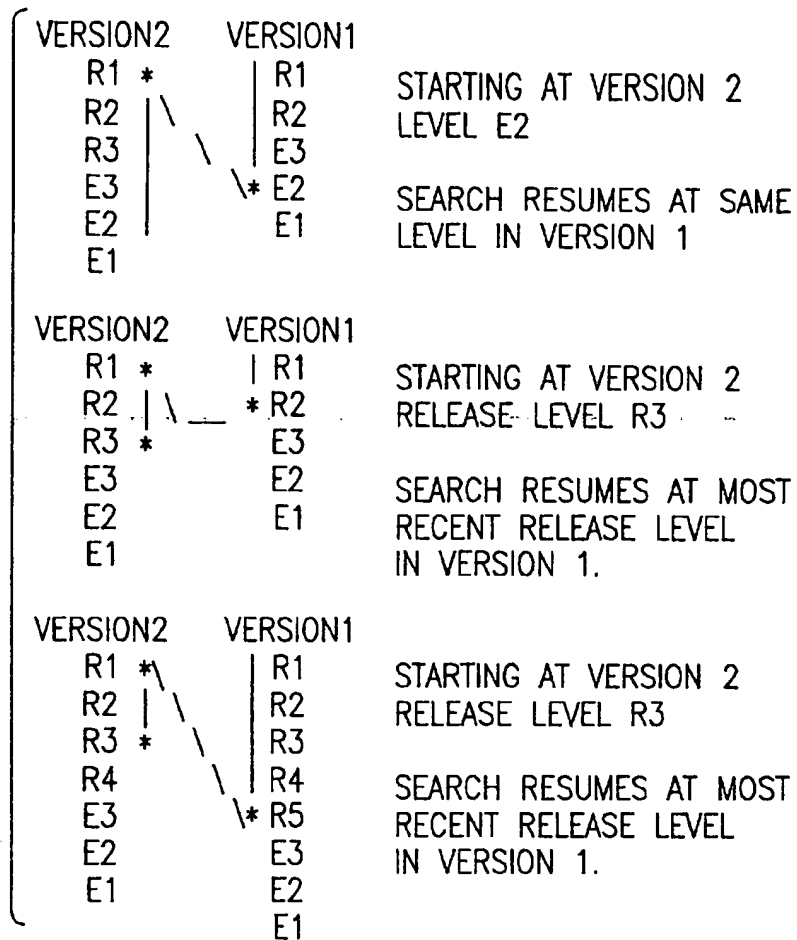 VERSION2 VERSION1
R1 * | R1 STARTING AT VERSION 2
R2 R2 LEVEL E2
R3 E3
E3 * E2 SEARCH RESUMES AT SAME
E2 E1 LEVEL IN VERSION 1
E1
VERSION2 VERSION1
R1 * R1 STARTING AT VERSION 2
R2 * R2 RELEASE LEVEL R3
R3 * E3
E3 E2 SEARCH RESUMES AT MOST
E2 E1 RECENT RELEASE LEVEL
E1 IN VERSION 1.
VERSION2 VERSION1
R1 * R1 STARTING AT VERSION 2
R2 R2 RELEASE LEVEL R3
R3 * R3
R4 R4 SEARCH RESUMES AT MOST
E3 * R5 RECENT RELEASE LEVEL
E2 E3 IN VERSION 1.
E1 E2
E1